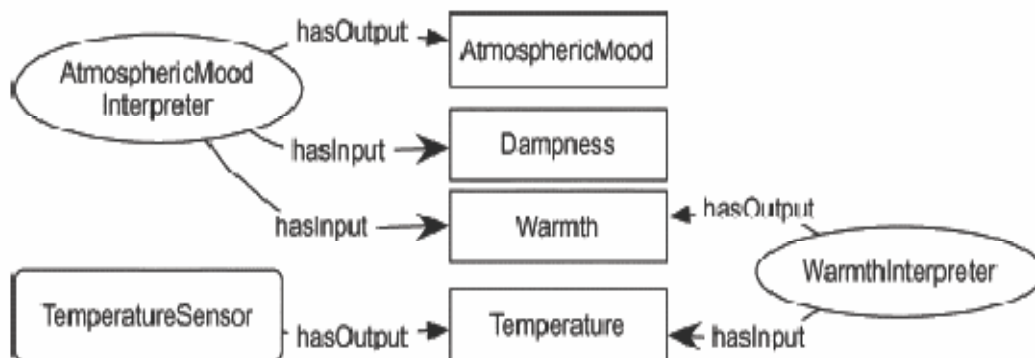 hasOutput
AtmosphericMood
AtmosphericMood
Interpreter
hasInput
Dampness
hasInput
Warmth
hasOutput
WarmthInterpreter
TemperatureSensor
hasOutput
Temperature
hasInput